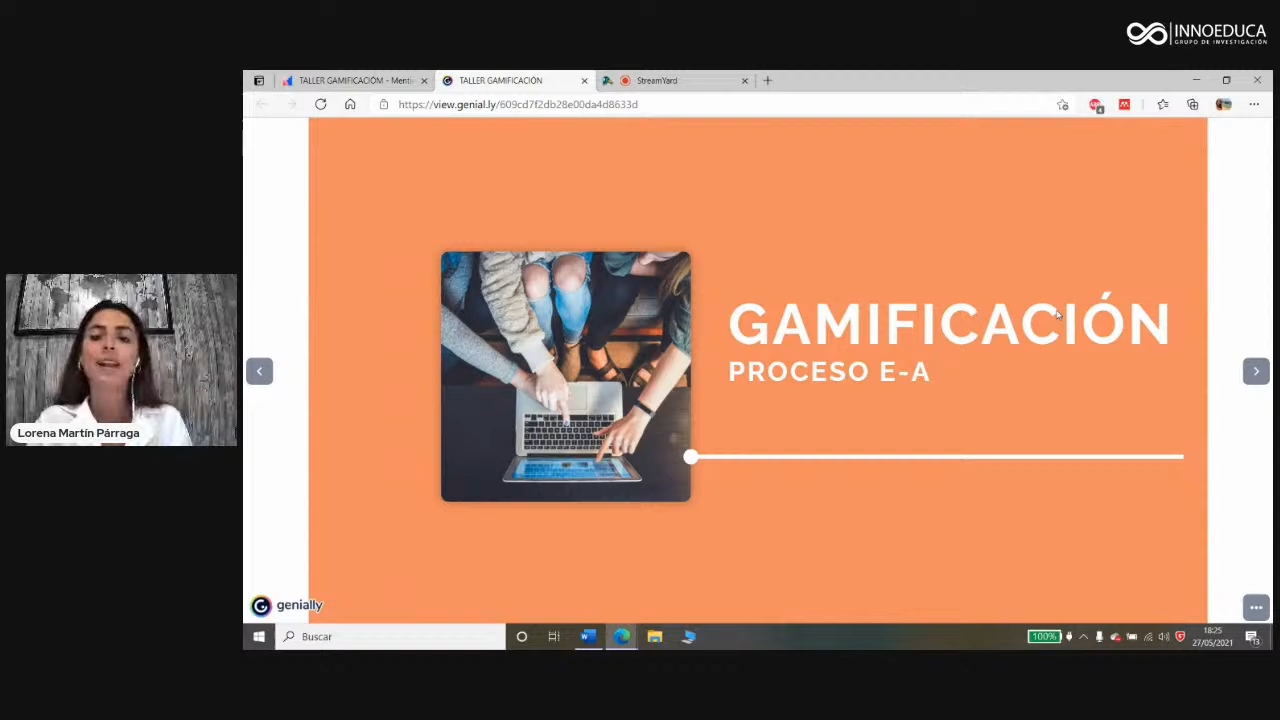 INNOEDUCA
GRUPO DE INVESTIGACIÓN
TALLER GAMIFICACIÓM - Menti
TALLER GAMIFICACIÓN
StreamYard
https://view.genial.ly/609cd7f2db28e00da4d8633d
GAMIFICACIÓN
PROCESO E-A
Lorena Martín Párraga
genially
Buscar
100%
18:25
27/05/2021